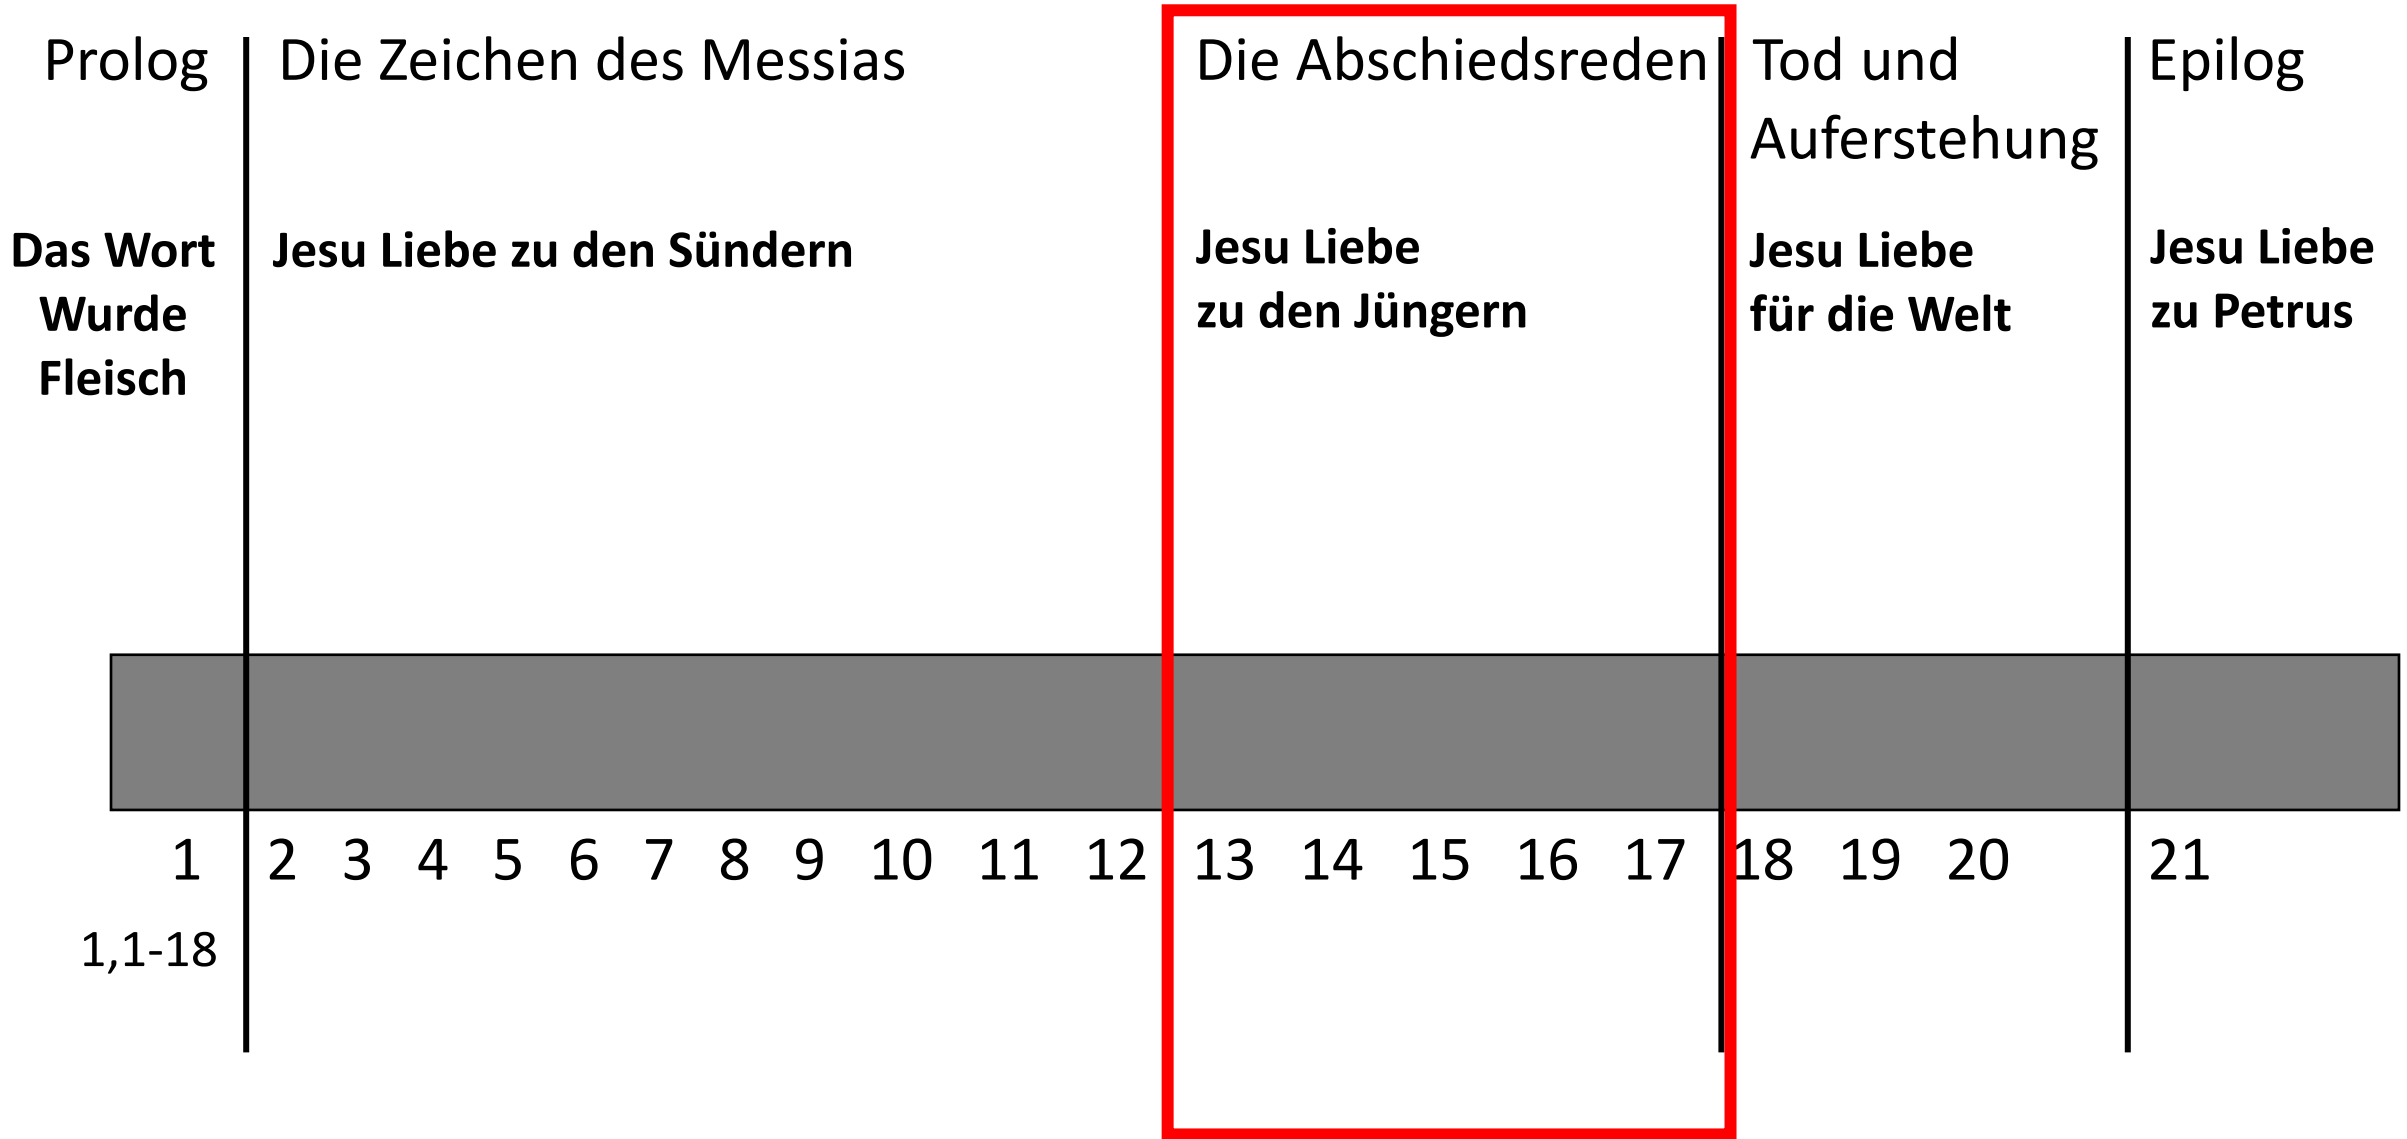 Prolog
Die Zeichen des Messias
Die Abschiedsreden
Tod und
Auferstehung
Epilog
Das Wort
Wurde
Fleisch
Jesu Liebe zu den Sündern
Jesu Liebe
zu den Jüngern
Jesu Liebe
für die Welt
Jesu Liebe
zu Petrus
1 2 3 4 5 6 7 8 9 10 11 12 13 14 15 16 17 18 19 20 21
1,1-18